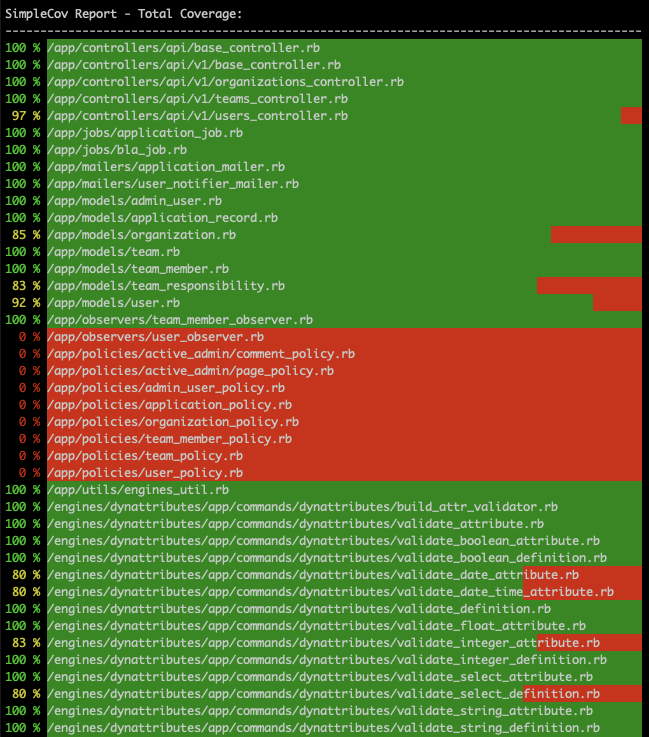 SimpleCov Report - Total Coverage:
-------------------------------------------------------------------------------------
100 % /app/controllers/api/base_controller.rb
100 % /app/controllers/api/v1/base_controller.rb
100 % /app/controllers/api/v1/organizations_controller.rb
100 % /app/controllers/api/v1/teams_controller.rb
97 % /app/controllers/api/v1/users_controller.rb
100 % /app/jobs/application_job.rb
100 % /app/jobs/bla_job.rb
100 % /app/mailers/application_mailer.rb
100 % /app/mailers/user_notifier_mailer.rb
100 % /app/models/admin_user.rb
100 % /app/models/application_record.rb
85 % /app/models/organization.rb
100 % /app/models/team.rb
100 % /app/models/team_member.rb
83 % /app/models/team_responsibility.rb
92 % /app/models/user.rb
100 % /app/observers/team_member_observer.rb
0 % /app/observers/user_observer.rb
0 % /app/policies/active_admin/comment_policy.rb
0 % /app/policies/active_admin/page_policy.rb
0 % /app/policies/admin_user_policy.rb
0 % /app/policies/application_policy.rb
0 % /app/policies/organization_policy.rb
0 % /app/policies/team_member_policy.rb
0 % /app/policies/team_policy.rb
0 % /app/policies/user_policy.rb
100 % /app/utils/engines_util.rb
100 % /engines/dynattributes/app/commands/dynattributes/build_attr_validator.rb
100 % /engines/dynattributes/app/commands/dynattributes/validate_attribute.rb
100 % /engines/dynattributes/app/commands/dynattributes/validate_boolean_attribute.rb
100 % /engines/dynattributes/app/commands/dynattributes/validate_boolean_definition.rb
80 % /engines/dynattributes/app/commands/dynattributes/validate_date_attribute.rb
80 % /engines/dynattributes/app/commands/dynattributes/validate_date_time_attribute.rb
100 % /engines/dynattributes/app/commands/dynattributes/validate_definition.rb
100 % /engines/dynattributes/app/commands/dynattributes/validate_float_attribute.rb
83 % /engines/dynattributes/app/commands/dynattributes/validate_integer_attribute.rb
100 % /engines/dynattributes/app/commands/dynattributes/validate_integer_definition.rb
100 % /engines/dynattributes/app/commands/dynattributes/validate_select_attribute.rb
80 % /engines/dynattributes/app/commands/dynattributes/validate_select_definition.rb
100 % /engines/dynattributes/app/commands/dynattributes/validate_string_attribute.rb
100 % /engines/dynattributes/app/commands/dynattributes/validate_string_definition.rb